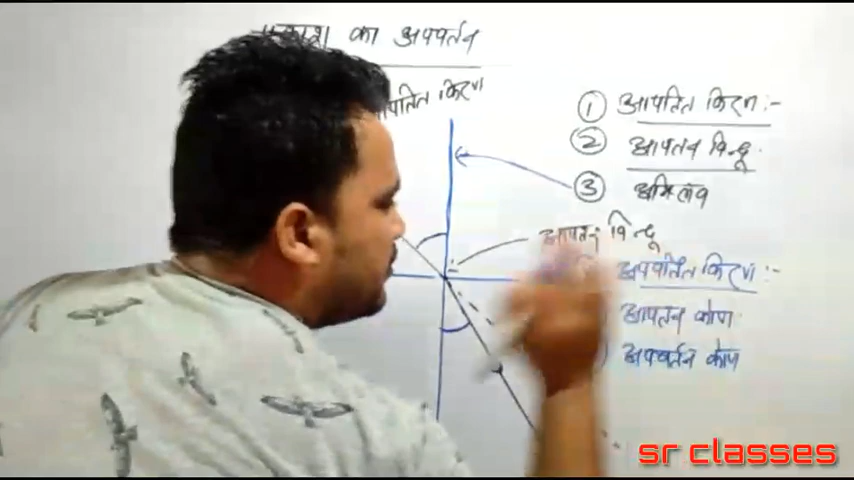 प्रकाश का अपवर्तन
आपतित किरण
① आपतित किरण :-
② आपतन विन्दू
③ अभिलंव
आपतन विन्दू
अपवर्तित किरण :-
आपतन कोण
अपवर्तन कोण
sr classes